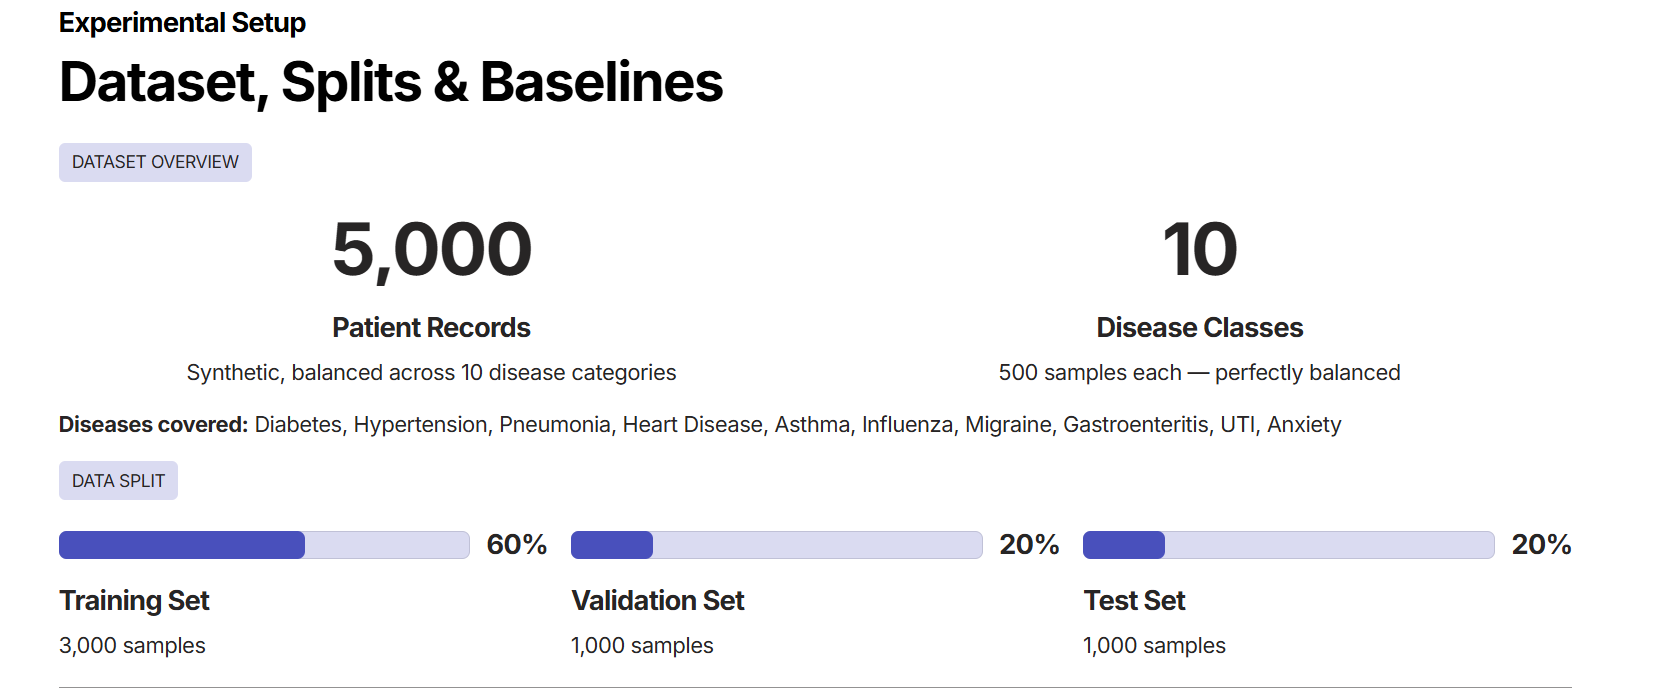 Experimental Setup
Dataset, Splits & Baselines
DATASET OVERVIEW
5,000
Patient Records
Synthetic, balanced across 10 disease categories
10
Disease Classes
500 samples each — perfectly balanced
Diseases covered: Diabetes, Hypertension, Pneumonia, Heart Disease, Asthma, Influenza, Migraine, Gastroenteritis, UTI, Anxiety
DATA SPLIT
60%
Training Set
3,000 samples
20%
Validation Set
1,000 samples
20%
Test Set
1,000 samples